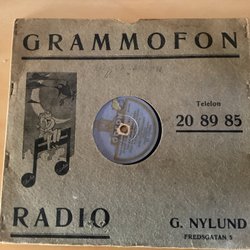 GRAMMOFON
Telefon
20 89 85
RADIO
G. NYLUND
FREDSGATAN 5